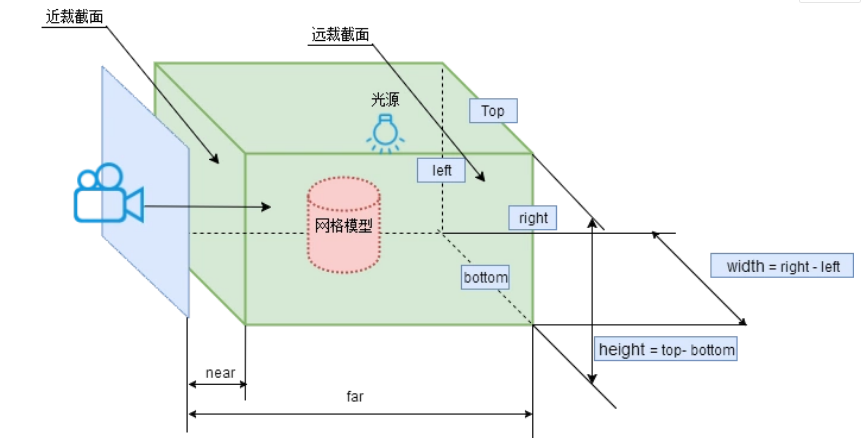 近裁截面
远裁截面
光源
Top
left
right
网格模型
bottom
width = right - left
height = top- bottom
near
far